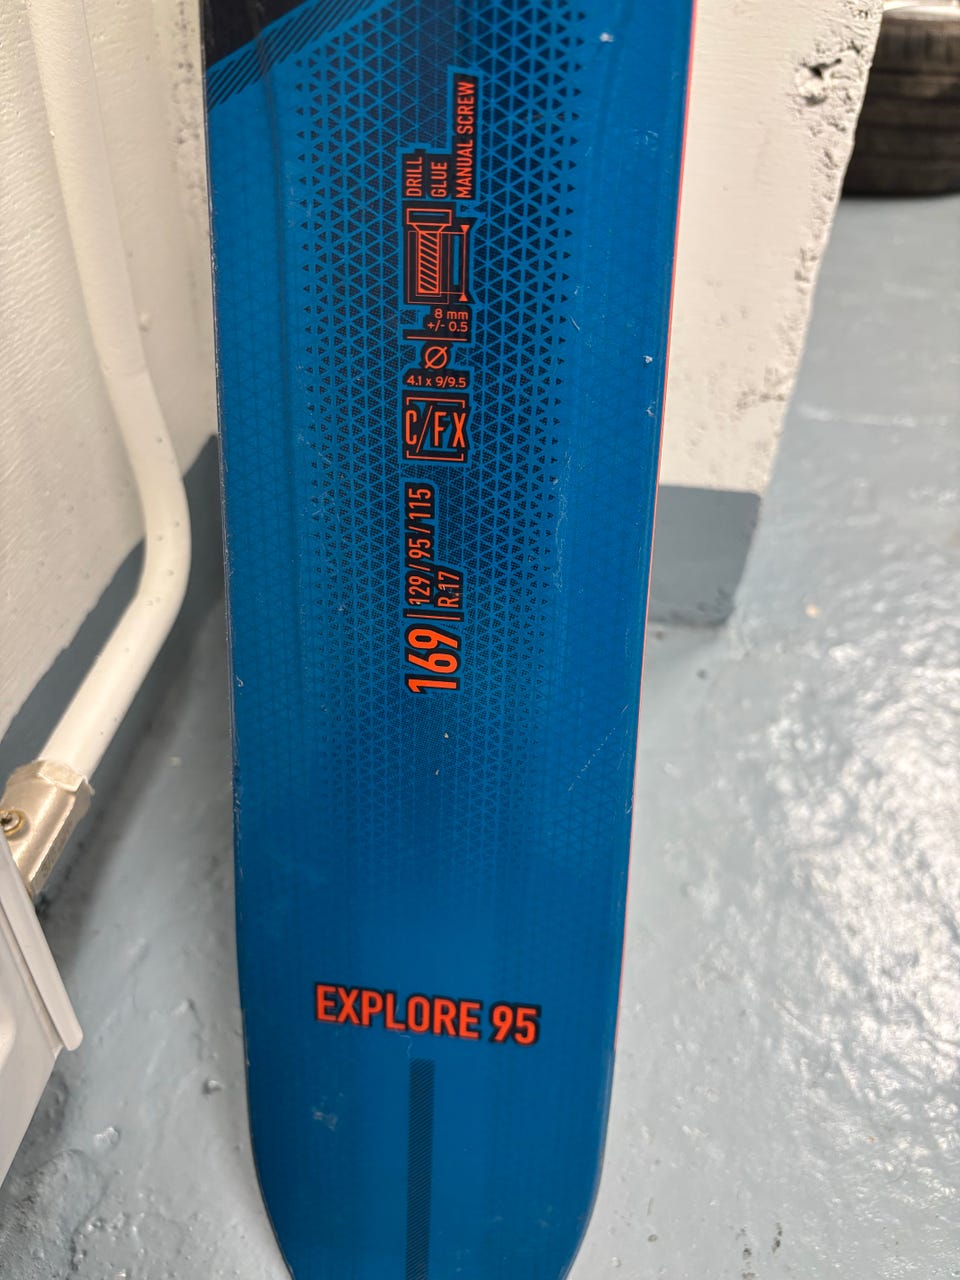 DRILL
GLUE
MANUAL SCREW
8 mm
+/- 0.5
Ø
4.1 x 9/9.5
C/FX
169 | 129 / 95 / 115
R.17
EXPLORE 95